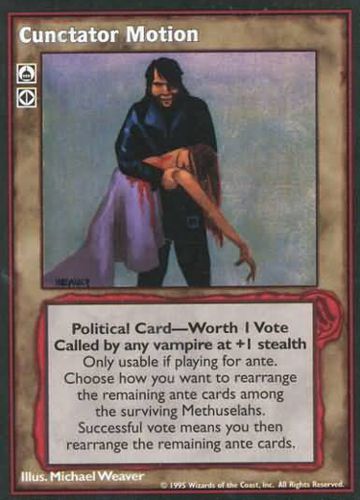 Cunctator Motion
Political Card—Worth 1 Vote
Called by any vampire at +1 stealth
Only usable if playing for ante.
Choose how you want to rearrange
the remaining ante cards among
the surviving Methuselahs.
Successful vote means you then
rearrange the remaining ante cards.
Illus. Michael Weaver
© 1995 Wizards of the Coast, Inc. All rights reserved.